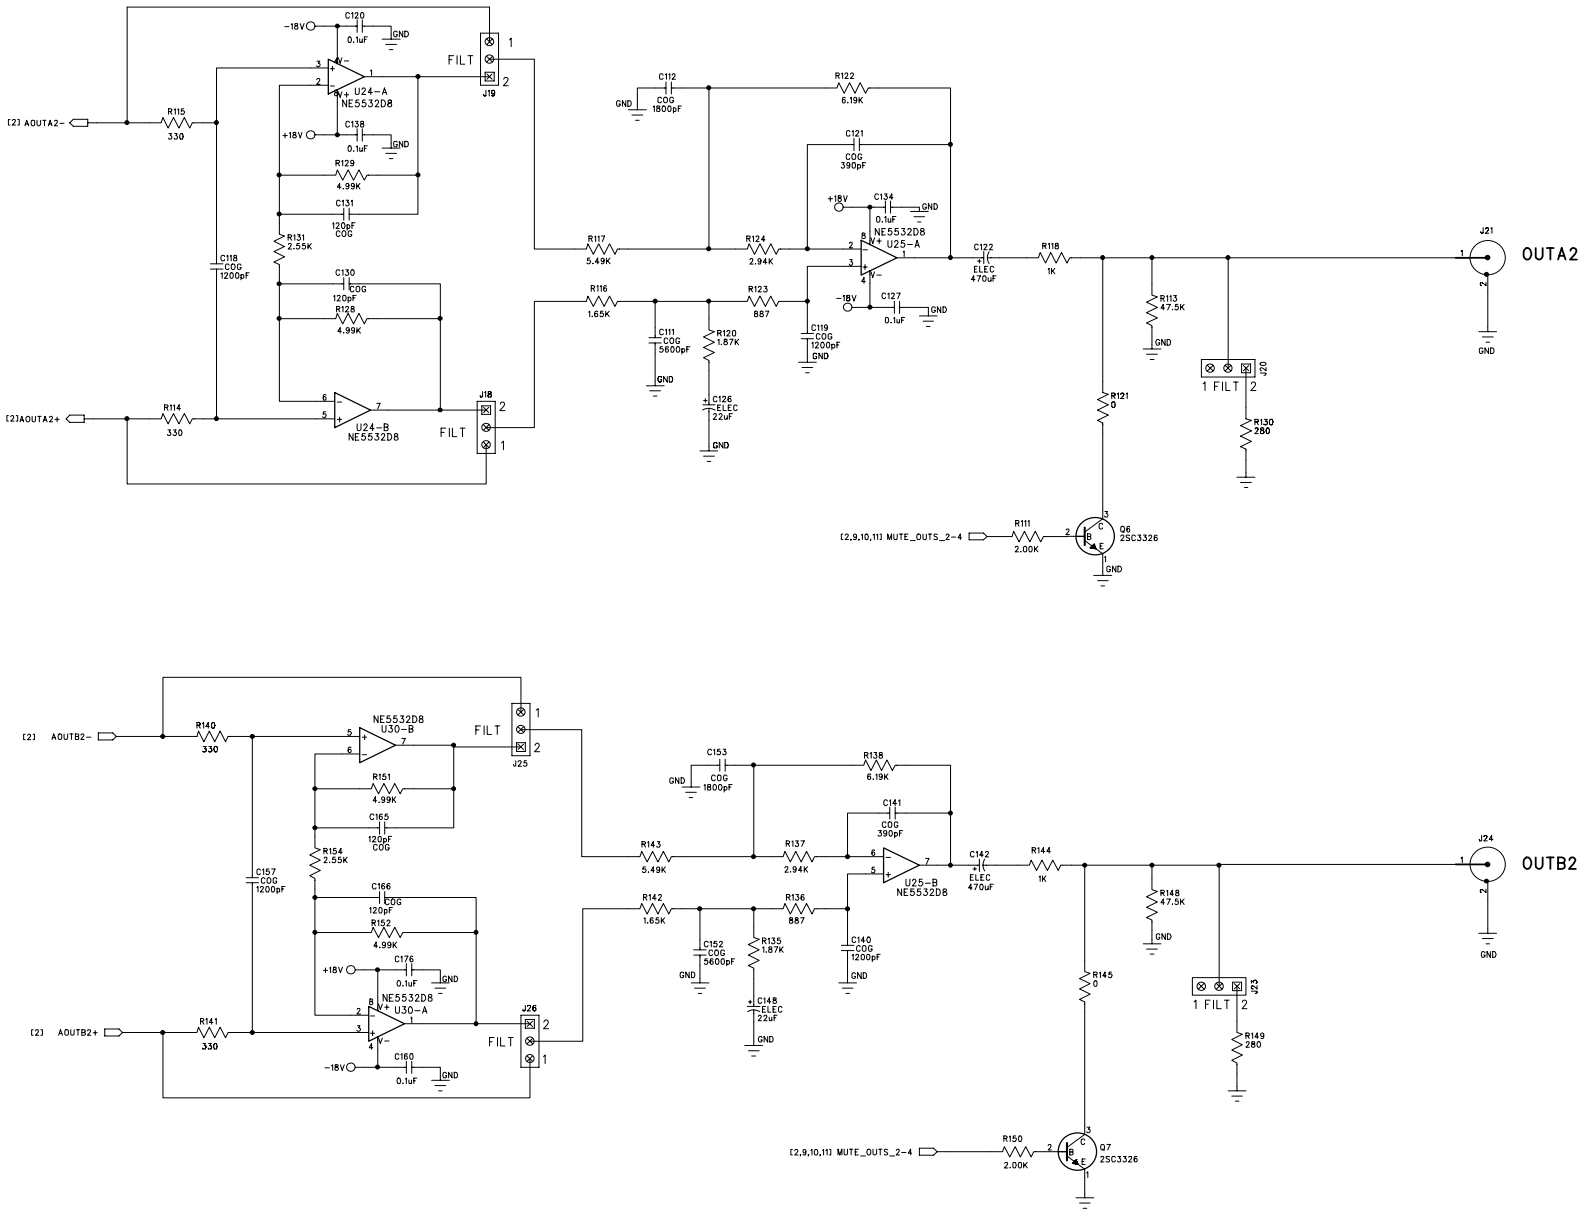 -18V
C120
0.1uF
GND
3
2
1
V-
V+
8
U24-A
NE5532D8
+18V
C138
0.1uF
GND
FILT
1
2
J19
[2] AOUTA2-
R115
330
R129
4.99K
C131
120pF
COG
R131
2.55K
C118
COG
1200pF
C130
COG
120pF
R128
4.99K
6
5
7
U24-B
NE5532D8
J18
2
FILT
1
[2]AOUTA2+
R114
330
C112
COG
1800pF
GND
R122
6.19K
C121
COG
390pF
+18V
C134
0.1uF
GND
NE5532D8
U25-A
8
V+
2
3
1
4
V-
-18V
C127
0.1uF
GND
R117
5.49K
R124
2.94K
R116
1.65K
R123
887
C111
COG
5600pF
GND
R120
1.87K
C126
ELEC
22uF
GND
C119
COG
1200pF
GND
C122
ELEC
470uF
R118
1K
R113
47.5K
GND
J20
1 FILT 2
R130
280
R121
0
[2,9,10,11] MUTE_OUTS_2-4
R111
2.00K
2
3
C
B
E
1
Q6
2SC3326
GND
J21
1
2
GND
OUTA2
[2] AOUTB2-
R140
330
NE5532D8
U30-B
5
6
7
FILT
1
2
J25
R151
4.99K
C165
120pF
COG
R154
2.55K
C157
COG
1200pF
C166
COG
120pF
R152
4.99K
+18V
C176
0.1uF
GND
NE5532D8
U30-A
8
V+
2
3
1
4
V-
-18V
C160
0.1uF
GND
J26
2
FILT
1
[2] AOUTB2+
R141
330
C153
COG
1800pF
GND
R138
6.19K
C141
COG
390pF
R143
5.49K
R137
2.94K
6
5
7
U25-B
NE5532D8
R142
1.65K
R136
887
C152
COG
5600pF
GND
R135
1.87K
C148
ELEC
22uF
GND
C140
COG
1200pF
GND
C142
ELEC
470uF
R144
1K
R148
47.5K
GND
J23
1 FILT 2
R149
280
R145
0
[2,9,10,11] MUTE_OUTS_2-4
R150
2.00K
2
3
C
B
E
1
Q7
2SC3326
J24
1
2
GND
OUTB2